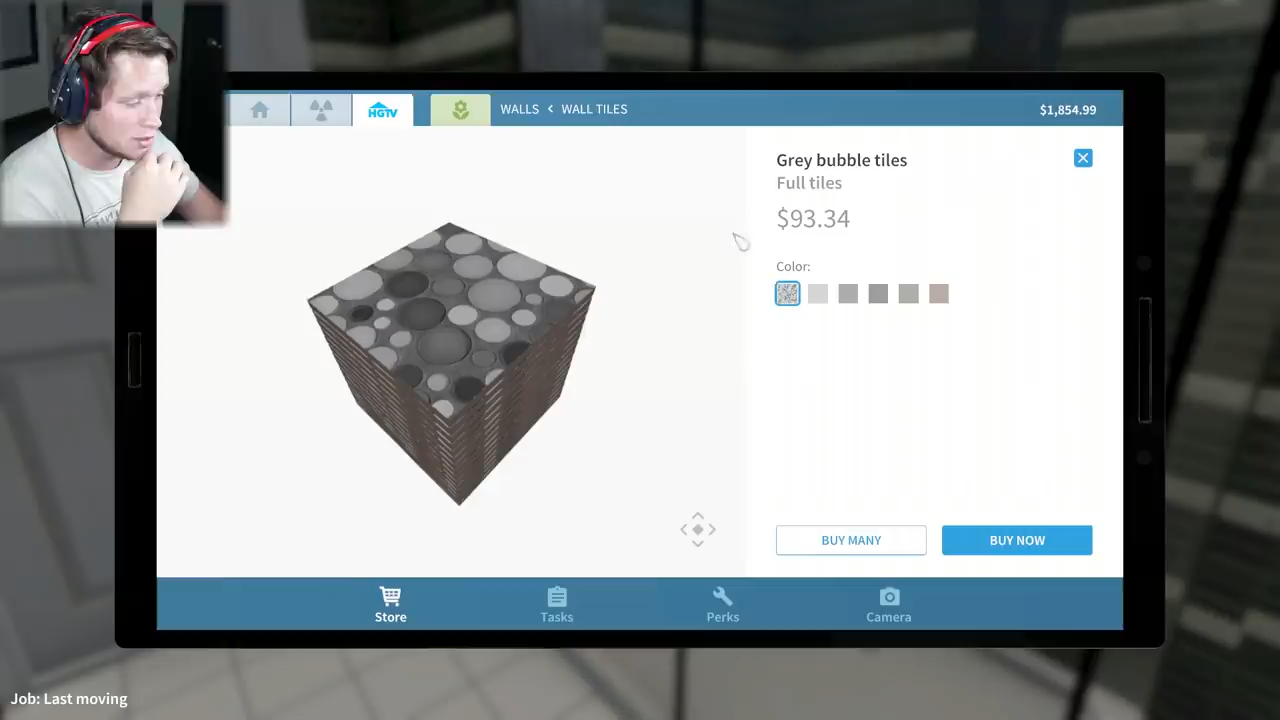 HGTV
WALLS < WALL TILES
$1,854.99
Grey bubble tiles
Full tiles
$93.34
Color:
BUY MANY
BUY NOW
Store
Tasks
Perks
Camera
Job: Last moving